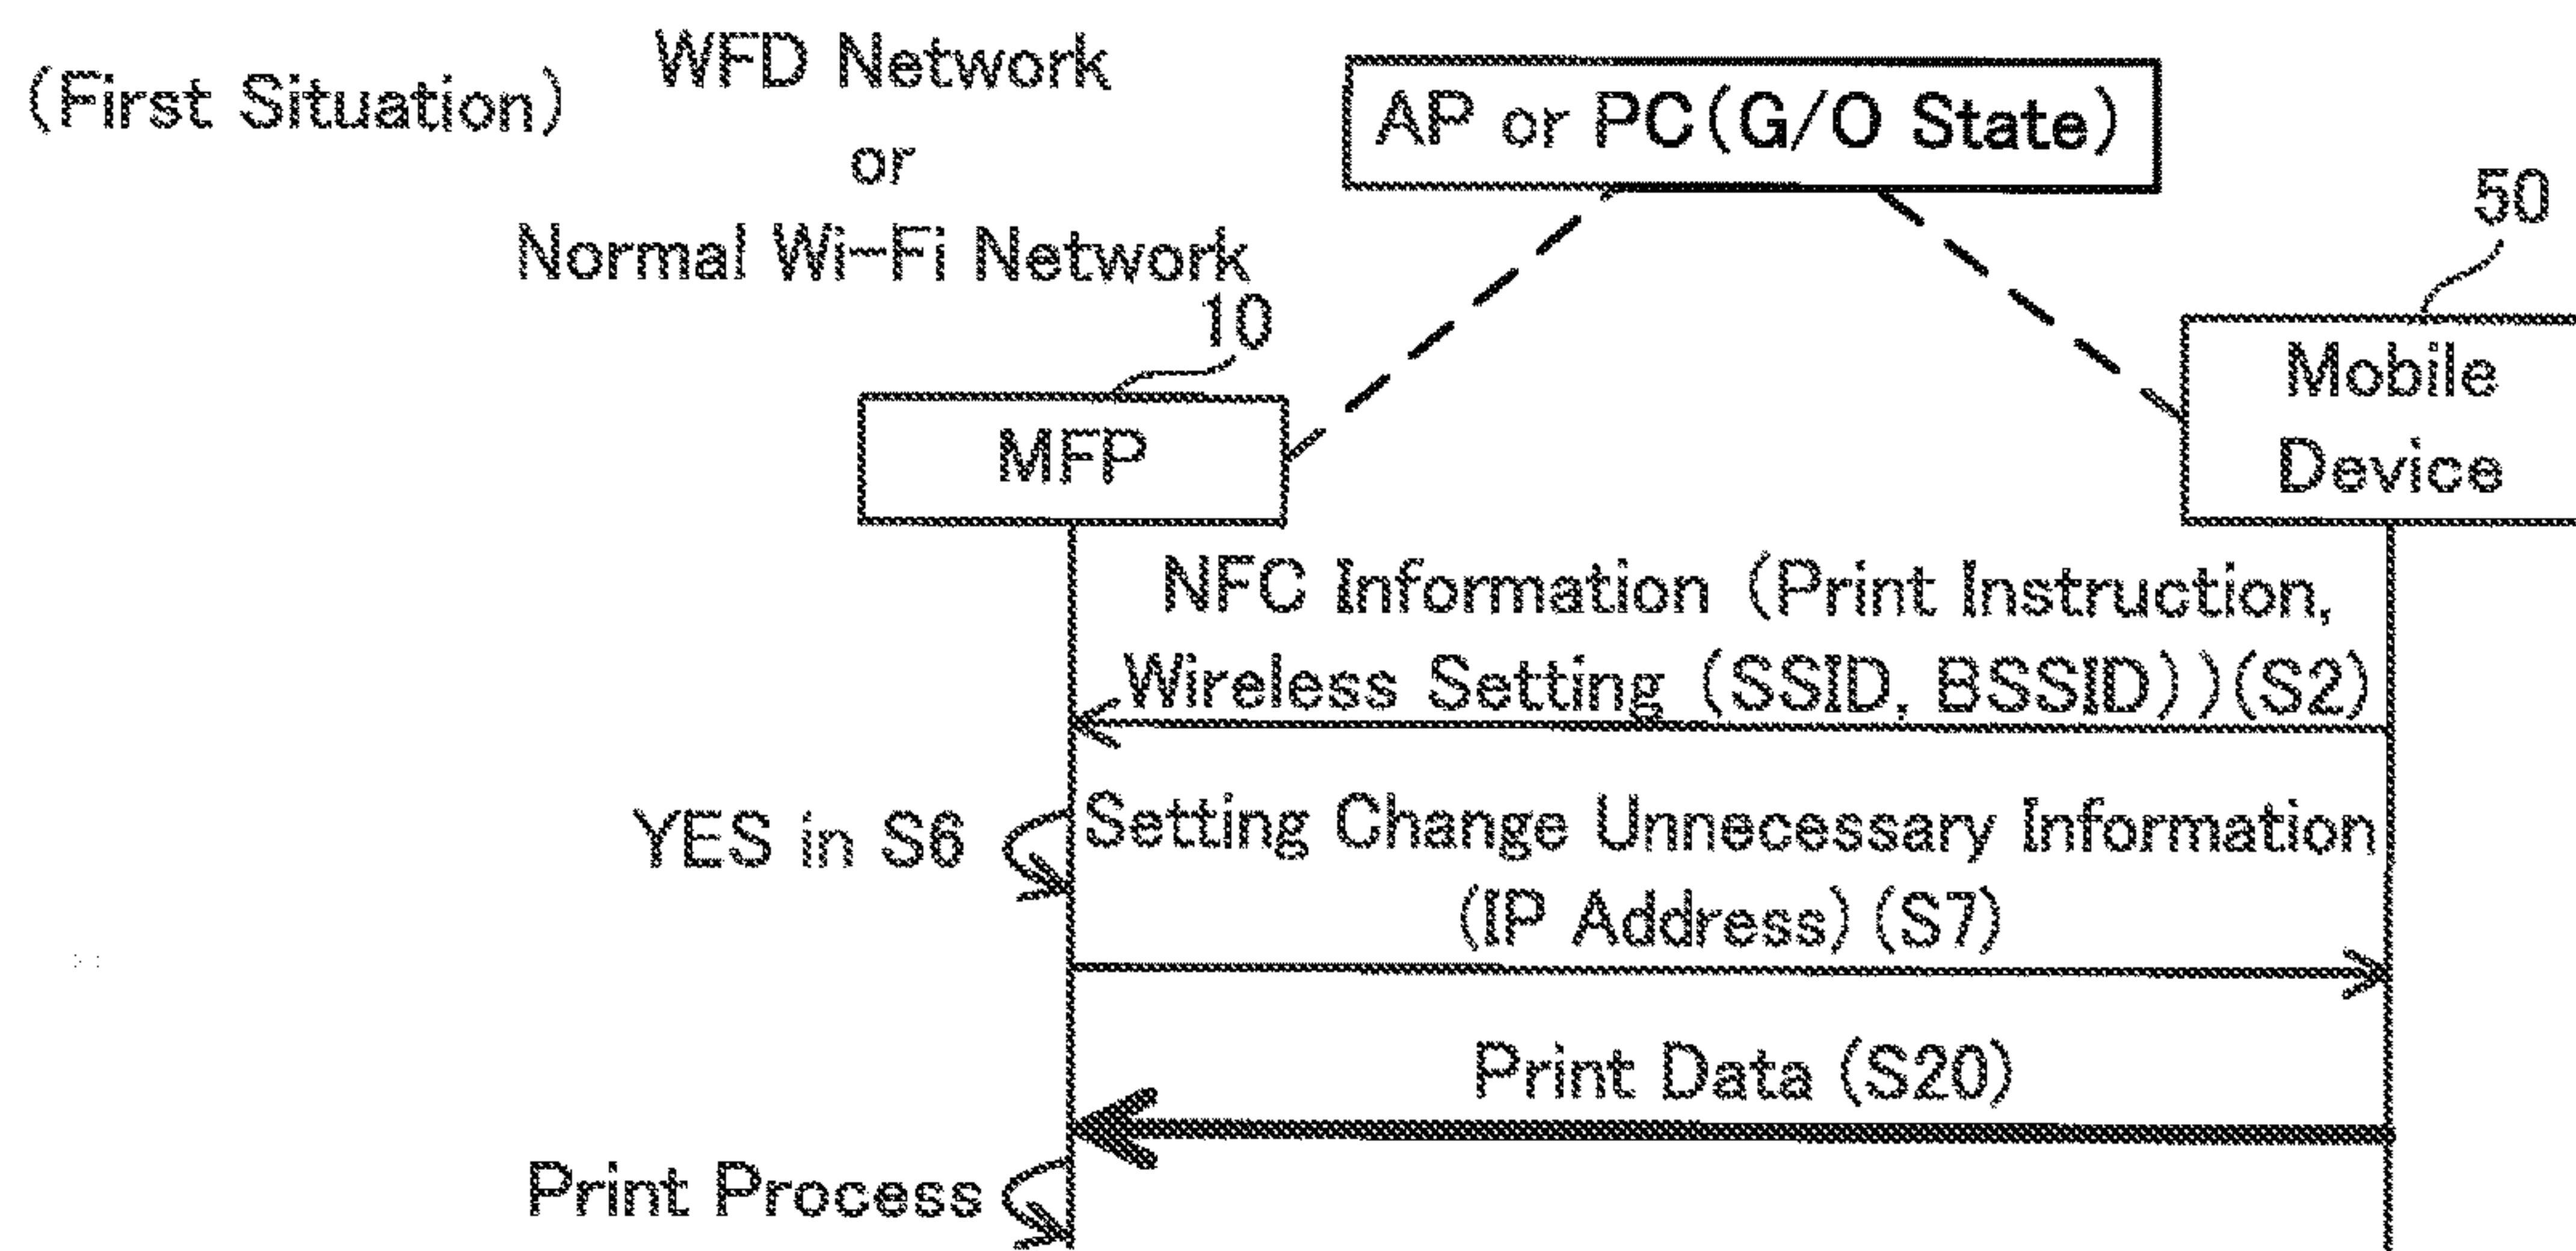 (First Situation)
WFD Network
or
Normal Wi-Fi Network
AP or PC(G/O State)
50
10
MFP
Mobile
Device
NFC Information (Print Instruction,
Wireless Setting (SSID, BSSID))(S2)
YES in S6
Setting Change Unnecessary Information
(IP Address)(S7)
Print Data (S20)
Print Process